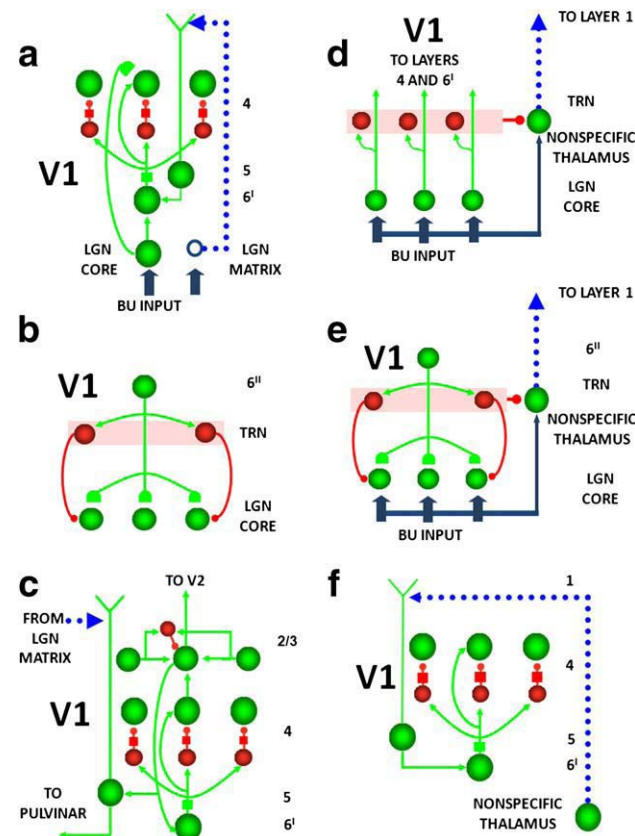 a
4
V1
5
6ᴵ
LGN
CORE
LGN
MATRIX
BU INPUT
b
V1
6ᴵᴵ
TRN
LGN
CORE
c
TO V2
FROM
LGN
MATRIX
2/3
V1
4
TO
PULVINAR
5
6ᴵ
d
V1
TO LAYER 1
TO LAYERS
4 AND 6ᴵ
TRN
NONSPECIFIC
THALAMUS
LGN
CORE
BU INPUT
e
TO LAYER 1
V1
6ᴵᴵ
TRN
NONSPECIFIC
THALAMUS
LGN
CORE
BU INPUT
f
1
4
V1
5
6ᴵ
NONSPECIFIC
THALAMUS